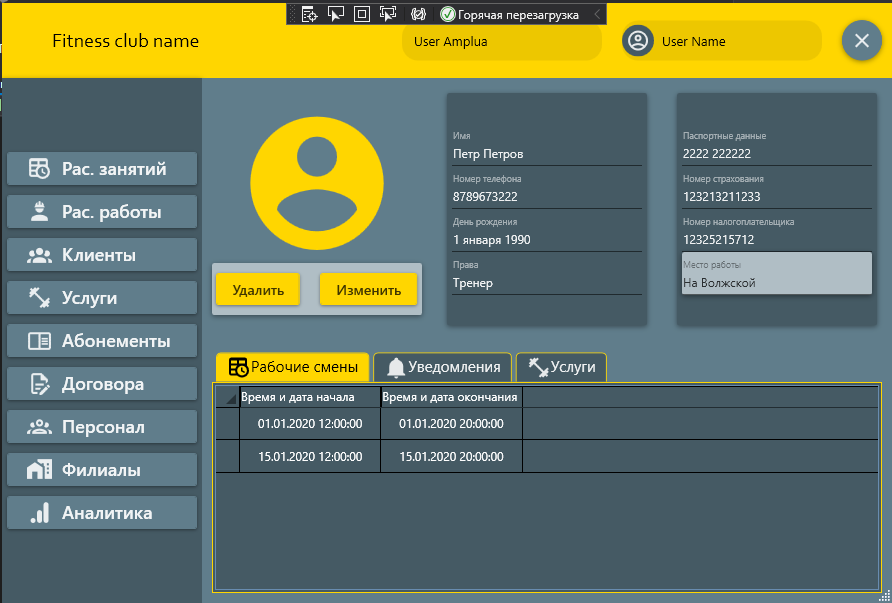 Горячая перезагрузка
Fitness club name
User Amplua
User Name
Рас. занятий
Рас. работы
Клиенты
Услуги
Абонементы
Договора
Персонал
Филиалы
Аналитика
Удалить
Изменить
Имя
Петр Петров
Номер телефона
8789673222
День рождения
1 января 1990
Права
Тренер
Паспортные данные
2222 222222
Номер страхования
123213211233
Номер налогоплательщика
12325215712
Место работы
На Волжской
Рабочие смены
Уведомления
Услуги
Время и дата начала
Время и дата окончания
01.01.2020 12:00:00
01.01.2020 20:00:00
15.01.2020 12:00:00
15.01.2020 20:00:00